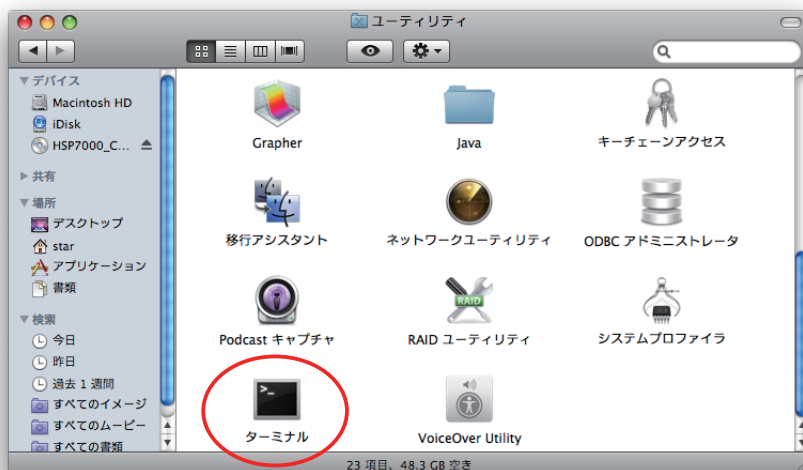 ユーティリティ
デバイス
Macintosh HD
iDisk
HSP7000_C...
共有
場所
デスクトップ
star
アプリケーション
書類
検索
今日
昨日
過去 1 週間
すべてのイメージ
すべてのムービー
すべての書類
Grapher
Java
キーチェーンアクセス
移行アシスタント
ネットワークユーティリティ
ODBC アドミニストレータ
Podcast キャプチャ
RAID
RAID ユーティリティ
システムプロファイラ
>_
ターミナル
VoiceOver Utility
23 項目、48.3 GB 空き